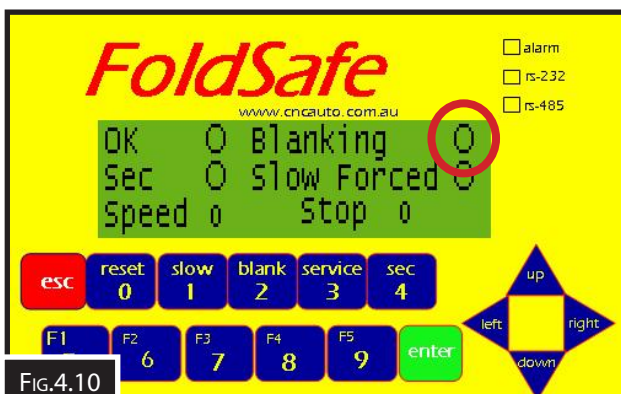 FoldSafe
www.cncauto.com.au
alarm
rs-232
rs-485
OK O Blanking O
Sec O Slow Forced O
Speed 0 Stop 0
esc
reset slow blank service sec
0 1 2 3 4
F1 F2 F3 F4 F5
6 7 8 9
enter
up
left right
down
FIG.4.10